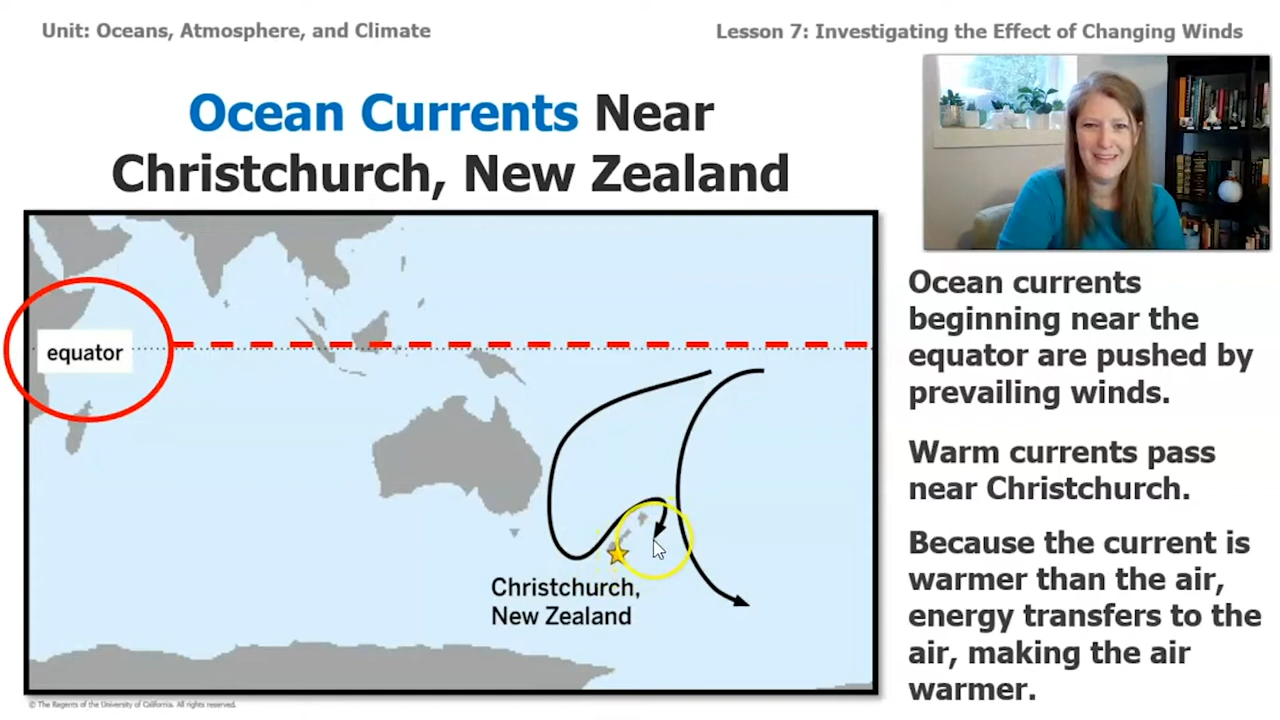 Unit: Oceans, Atmosphere, and Climate
Lesson 7: Investigating the Effect of Changing Winds
Ocean Currents Near
Christchurch, New Zealand
equator
Christchurch,
New Zealand
© The Regents of the University of California. All rights reserved.
Ocean currents
beginning near the
equator are pushed by
prevailing winds.
Warm currents pass
near Christchurch.
Because the current is
warmer than the air,
energy transfers to the
air, making the air
warmer.